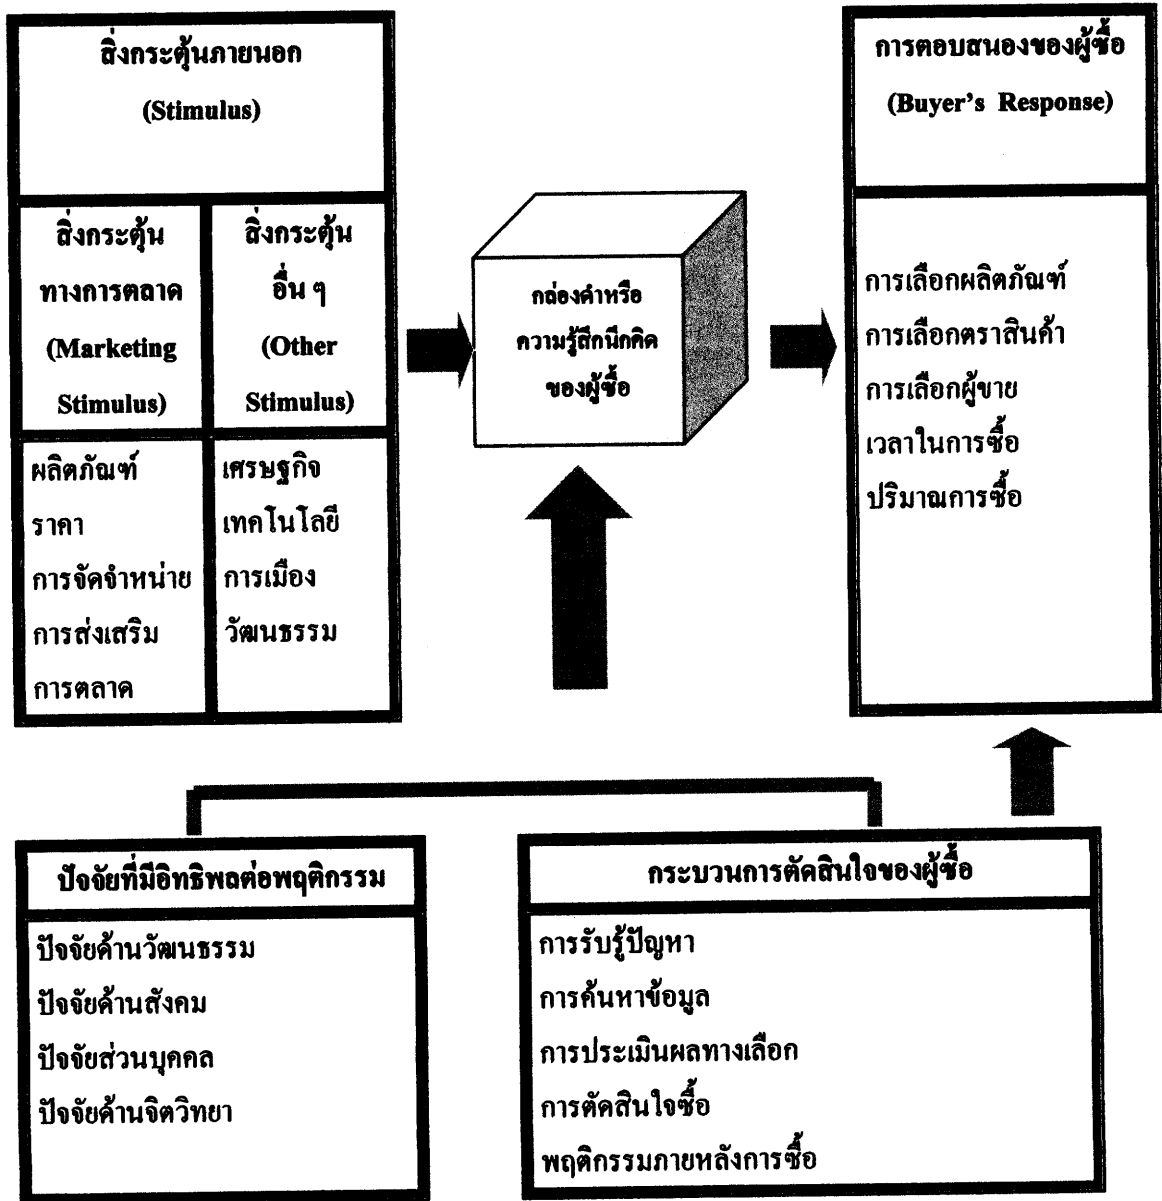 สิ่งกระตุ้นภายนอก
(Stimulus)
สิ่งกระตุ้น
ทางการตลาด
(Marketing
Stimulus)
สิ่งกระตุ้น
อื่น ๆ
(Other
Stimulus)
ผลิตภัณฑ์
ราคา
การจัดจำหน่าย
การส่งเสริม
การตลาด
เศรษฐกิจ
เทคโนโลยี
การเมือง
วัฒนธรรม
กล่องดำหรือ
ความรู้สึกนึกคิด
ของผู้ซื้อ
การตอบสนองของผู้ซื้อ
(Buyer's Response)
การเลือกผลิตภัณฑ์
การเลือกตราสินค้า
การเลือกผู้ขาย
เวลาในการซื้อ
ปริมาณการซื้อ
ปัจจัยที่มีอิทธิพลต่อพฤติกรรม
ปัจจัยด้านวัฒนธรรม
ปัจจัยด้านสังคม
ปัจจัยส่วนบุคคล
ปัจจัยด้านจิตวิทยา
กระบวนการตัดสินใจของผู้ซื้อ
การรับรู้ปัญหา
การค้นหาข้อมูล
การประเมินผลทางเลือก
การตัดสินใจซื้อ
พฤติกรรมภายหลังการซื้อ